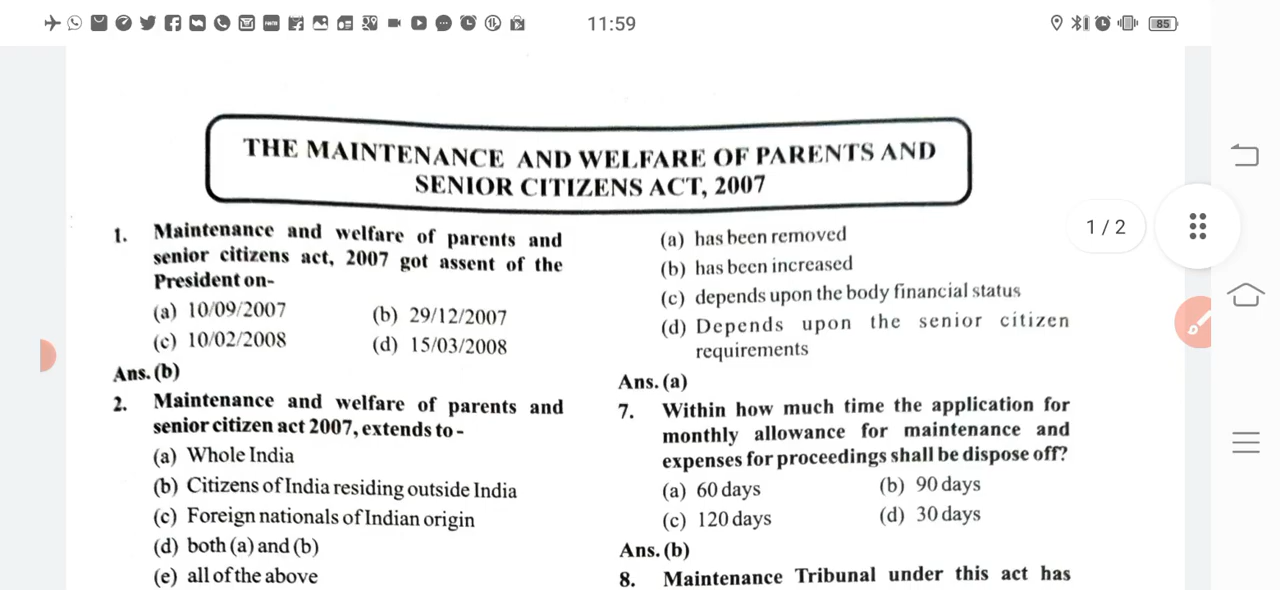 11:59
85
THE MAINTENANCE AND WELFARE OF PARENTS AND
SENIOR CITIZENS ACT, 2007
1. Maintenance and welfare of parents and
senior citizens act, 2007 got assent of the
President on-
(a) 10/09/2007 (b) 29/12/2007
(c) 10/02/2008 (d) 15/03/2008
Ans. (b)
2. Maintenance and welfare of parents and
senior citizen act 2007, extends to -
(a) Whole India
(b) Citizens of India residing outside India
(c) Foreign nationals of Indian origin
(d) both (a) and (b)
(e) all of the above
(a) has been removed
(b) has been increased
(c) depends upon the body financial status
(d) Depends upon the senior citizen
requirements
Ans. (a)
7. Within how much time the application for
monthly allowance for maintenance and
expenses for proceedings shall be dispose off?
(a) 60 days (b) 90 days
(c) 120 days (d) 30 days
Ans. (b)
8. Maintenance Tribunal under this act has
1 / 2